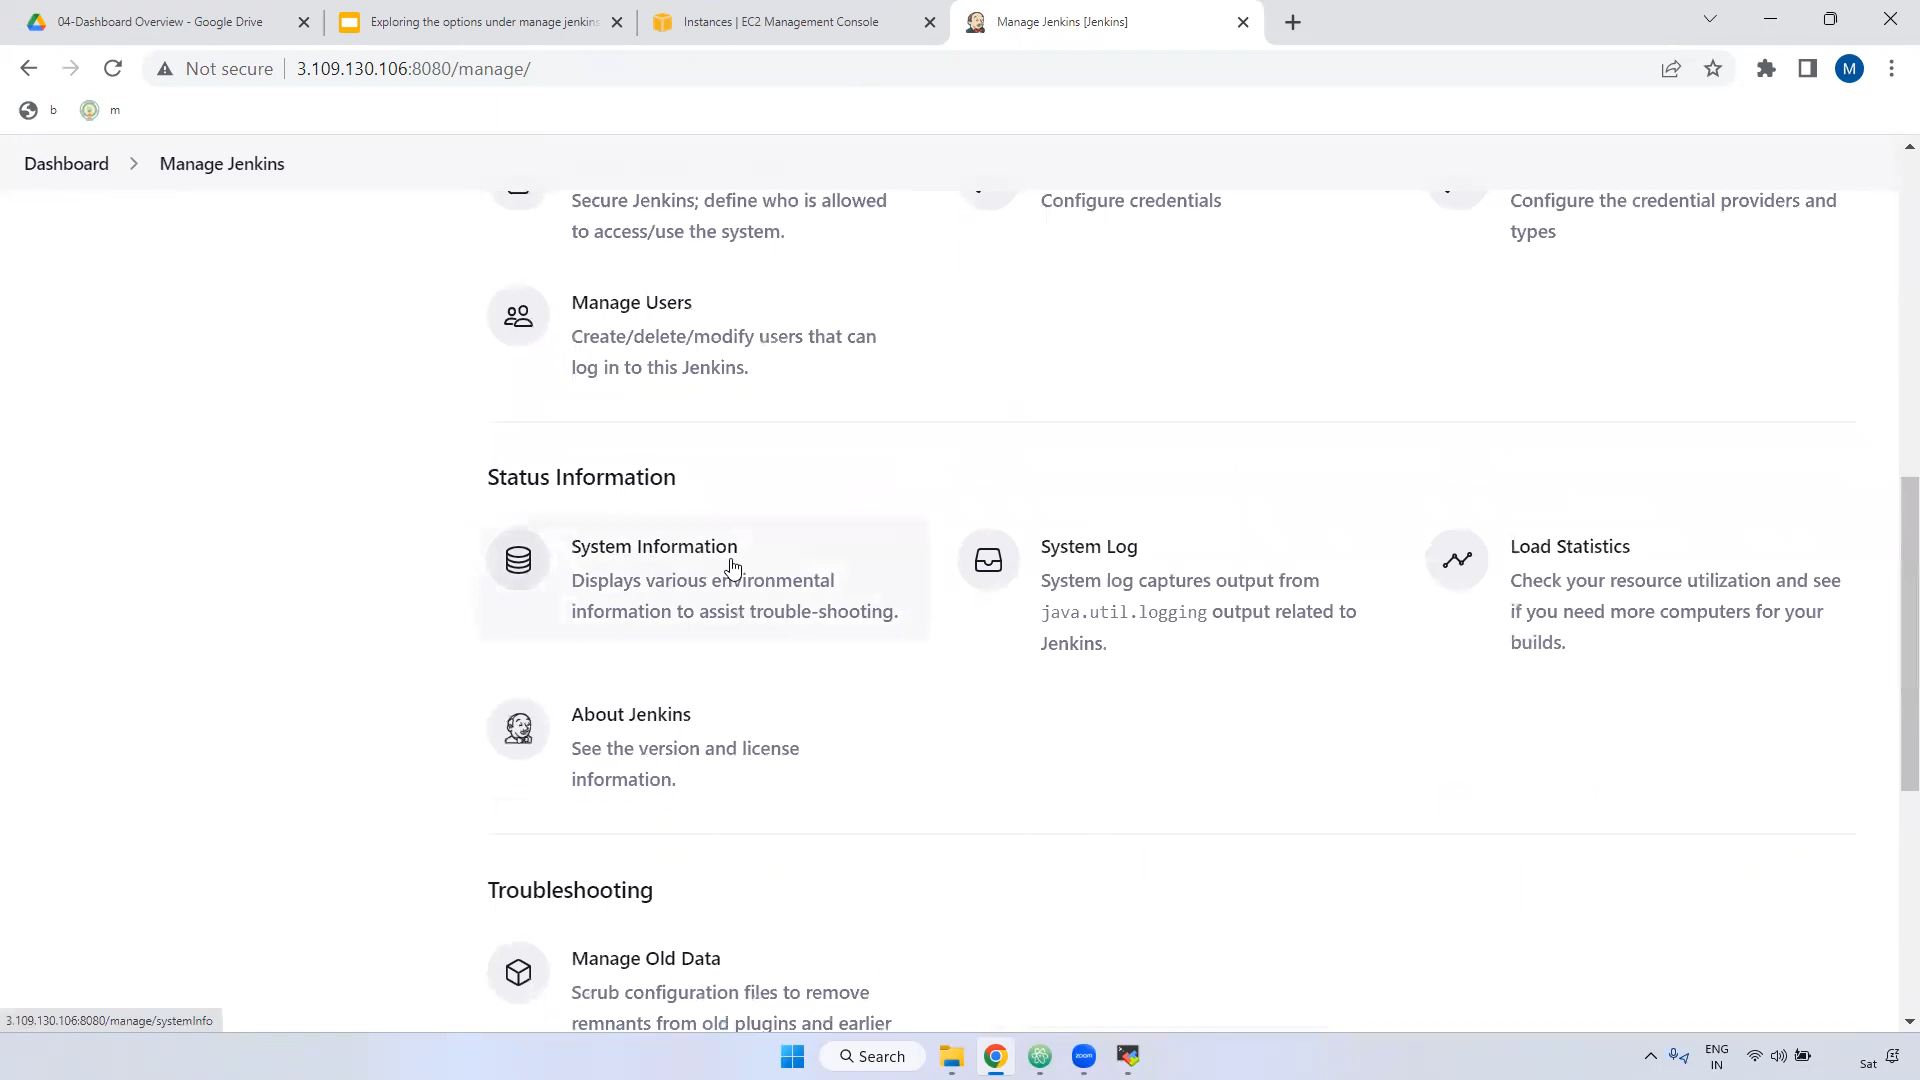 04-Dashboard Overview - Google Drive
Exploring the options under manage jenkins
Instances | EC2 Management Console
Manage Jenkins [Jenkins]
Not secure
3.109.130.106:8080/manage/
M
b
m
Dashboard
Manage Jenkins
Secure Jenkins; define who is allowed
to access/use the system.
Configure credentials
Configure the credential providers and
types
Manage Users
Create/delete/modify users that can
log in to this Jenkins.
Status Information
System Information
Displays various environmental
information to assist trouble-shooting.
System Log
System log captures output from
java.util.logging output related to
Jenkins.
Load Statistics
Check your resource utilization and see
if you need more computers for your
builds.
About Jenkins
See the version and license
information.
Troubleshooting
Manage Old Data
Scrub configuration files to remove
remnants from old plugins and earlier
3.109.130.106:8080/manage/systemInfo
Search
zoom
ENG
IN
Sat